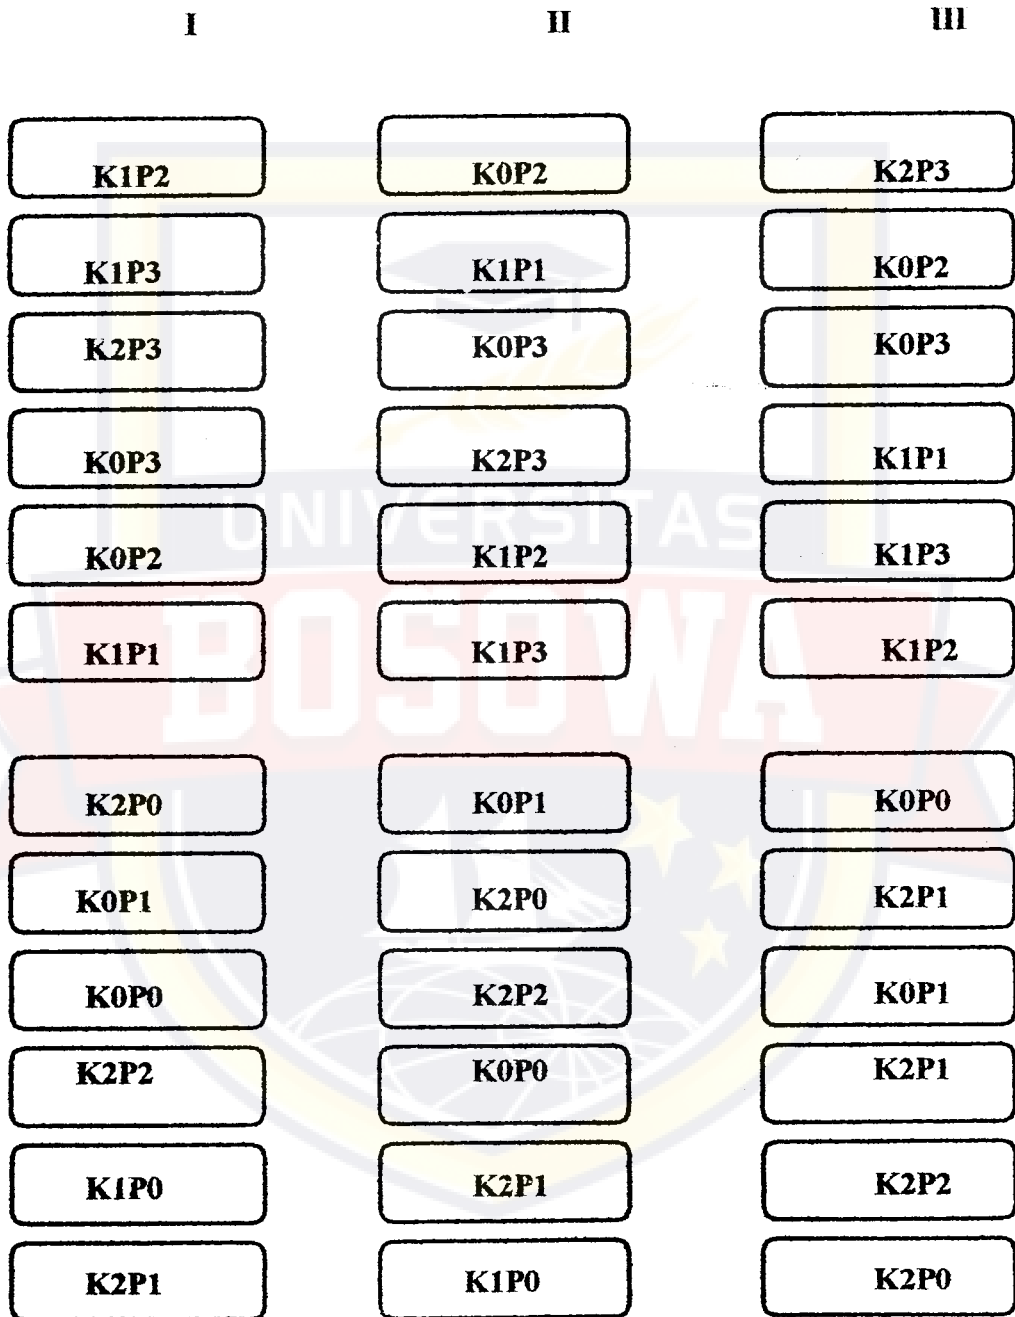 I II III
K1P2 K0P2 K2P3
K1P3 K1P1 K0P2
K2P3 K0P3 K0P3
K0P3 K2P3 K1P1
K0P2 K1P2 K1P3
K1P1 K1P3 K1P2
K2P0 K0P1 K0P0
K0P1 K2P0 K2P1
K0P0 K2P2 K0P1
K2P2 K0P0 K2P1
K1P0 K2P1 K2P2
K2P1 K1P0 K2P0
UNIVERSITAS
BOSOWA